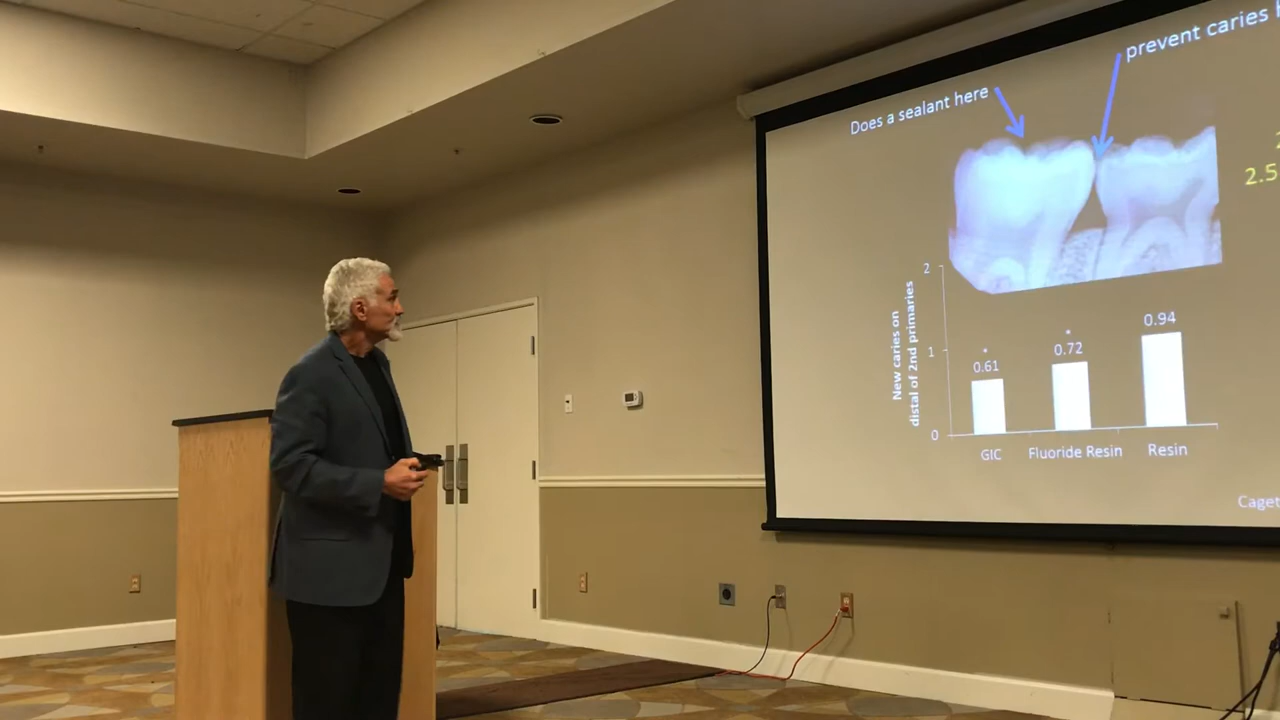 prevent caries
Does a sealant here
2.5
New caries on
distal of 2nd primaries
2
1
0
*
0.61
*
0.72
0.94
GIC
Fluoride Resin
Resin